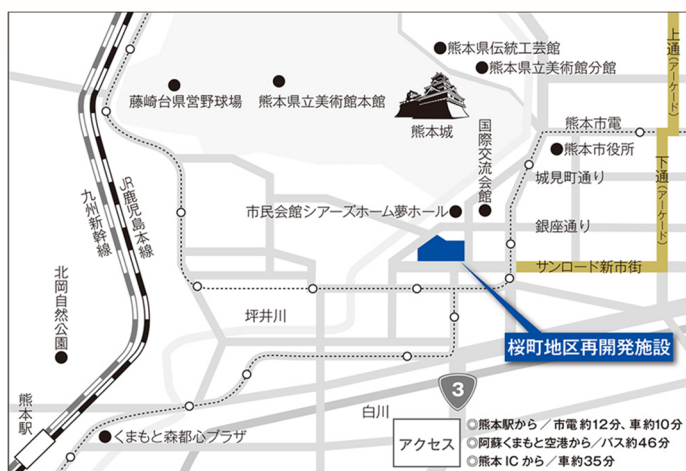 熊本県伝統工芸館
熊本県立美術館分館
上通(アーケード)
藤崎台県営野球場
熊本県立美術館本館
熊本城
国際交流会館
熊本市電
熊本市役所
下通(アーケード)
城見町通り
市民会館シアーズホーム夢ホール
銀座通り
サンロード新市街
JR鹿児島本線
九州新幹線
北岡自然公園
坪井川
桜町地区再開発施設
熊本駅
白川
3
くまもと森都心プラザ
アクセス
◎熊本駅から/市電 約12分、車 約10分
◎阿蘇くまもと空港から/バス約46分
◎熊本 ICから/車約35分